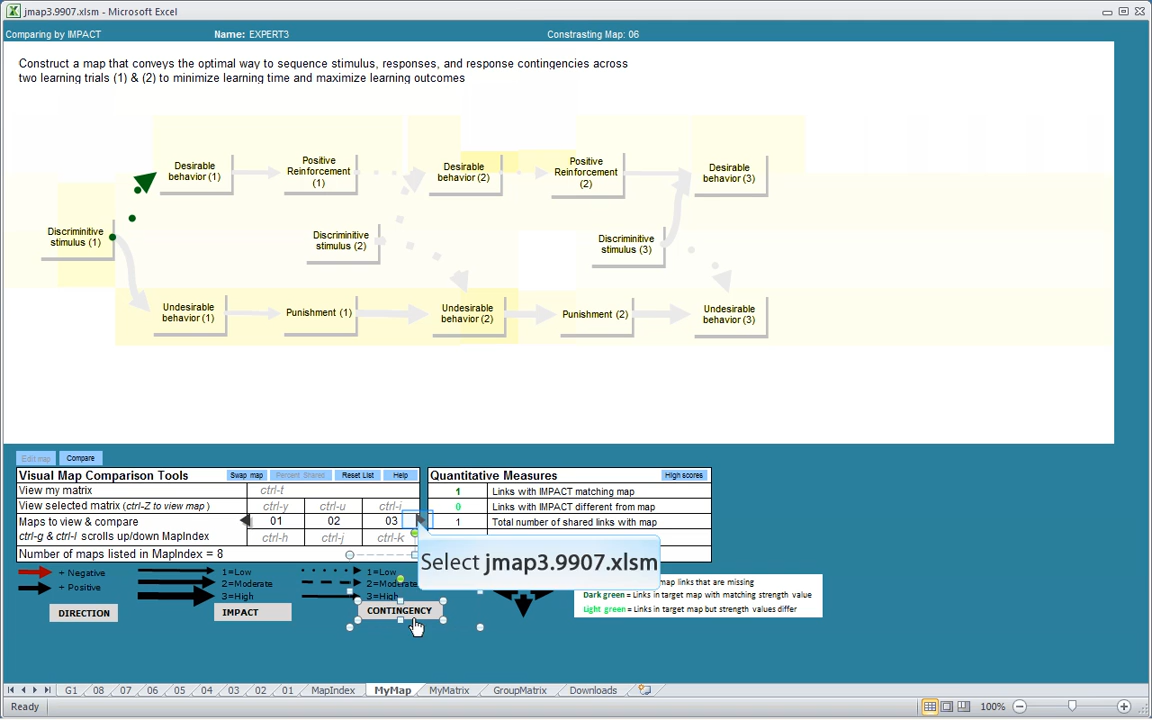 jmap3.9907.xlsm - Microsoft Excel
Comparing by IMPACT Name: EXPERT3 Constrasting Map: 06
Construct a map that conveys the optimal way to sequence stimulus, responses, and response contingencies across
two learning trials (1) & (2) to minimize learning time and maximize learning outcomes
Desirable
behavior (1)
Positive
Reinforcement
(1)
Desirable
behavior (2)
Positive
Reinforcement
(2)
Desirable
behavior (3)
Discriminitive
stimulus (1)
Discriminitive
stimulus (2)
Discriminitive
stimulus (3)
Undesirable
behavior (1)
Punishment (1)
Undesirable
behavior (2)
Punishment (2)
Undesirable
behavior (3)
Edit map Compare
Visual Map Comparison Tools Swap map Percent Shared Reset List Help
View my matrix ctrl-t
View selected matrix (ctrl-Z to view map) ctrl-y ctrl-u ctrl-i
Maps to view & compare 01 02 03
ctrl-g & ctrl-l scrolls up/down MapIndex ctrl-h ctrl-j ctrl-k
Number of maps listed in MapIndex = 8
Quantitative Measures High scores
1 Links with IMPACT matching map
0 Links with IMPACT different from map
1 Total number of shared links with map
Select jmap3.9907.xlsm
+ Negative
+ Positive
DIRECTION
1=Low
2=Moderate
3=High
IMPACT
1=Low
2=Moderate
3=High
CONTINGENCY
map links that are missing
Dark green = Links in target map with matching strength value
Light green = Links in target map but strength values differ
G1 08 07 06 05 04 03 02 01 MapIndex MyMap MyMatrix GroupMatrix Downloads
Ready 100%